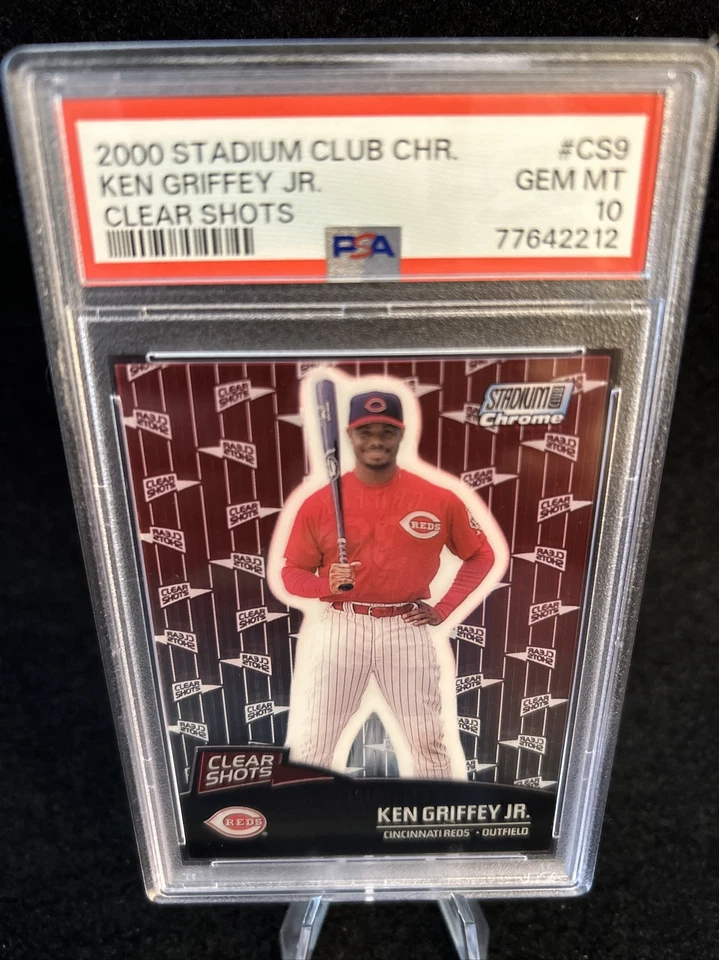 2000 STADIUM CLUB CHR. #CS9
KEN GRIFFEY JR. GEM MT
CLEAR SHOTS 10
PSA 77642212
STADIUM CLUB
Chrome
REDS
CLEAR
SHOTS
REDS
KEN GRIFFEY JR.
CINCINNATI REDS • OUTFIELD